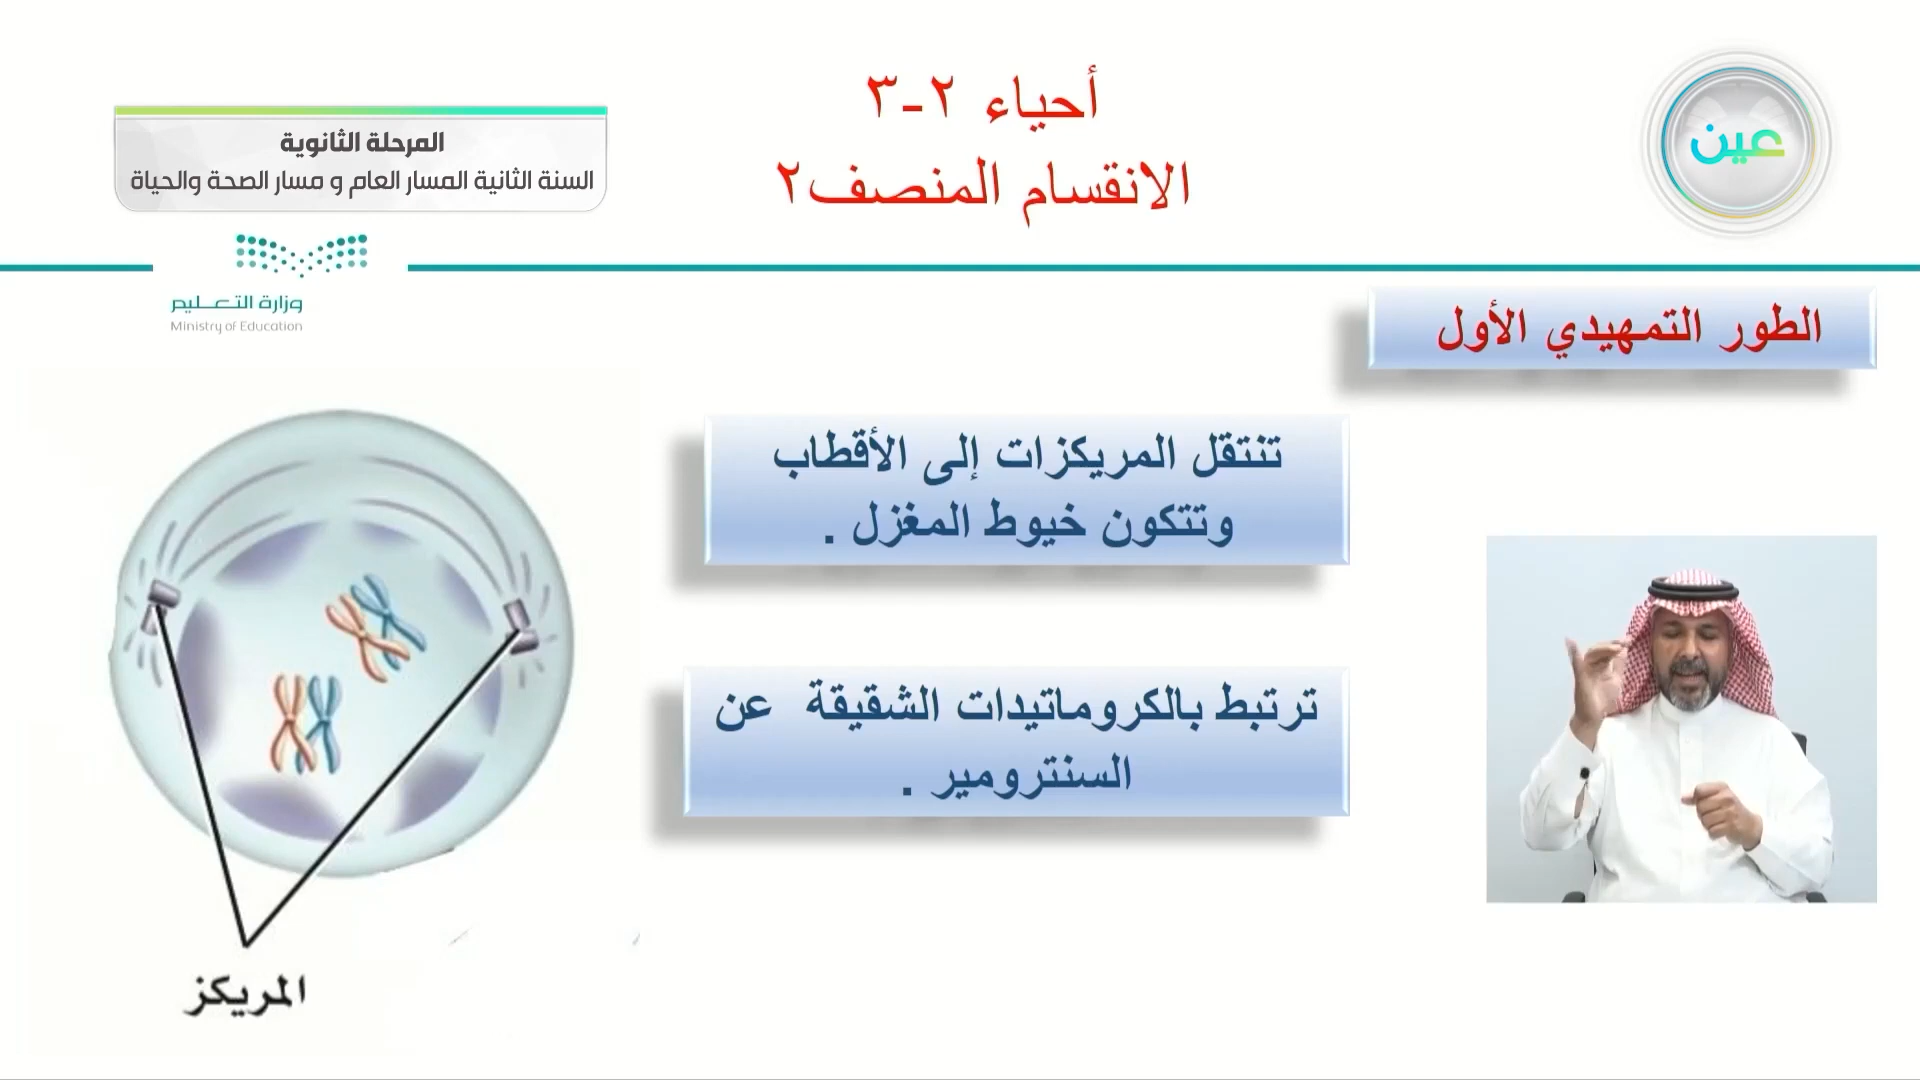 أحياء ٢-٣
الانقسام المنصف٢
عين
المرحلة الثانوية
السنة الثانية المسار العام و مسار الصحة والحياة
وزارة التعليم
Ministry of Education
الطور التمهيدي الأول
تنتقل المريكزات إلى الأقطاب
وتتكون خيوط المغزل .
ترتبط بالكروماتيدات الشقيقة عن
السنترومير .
المريكز